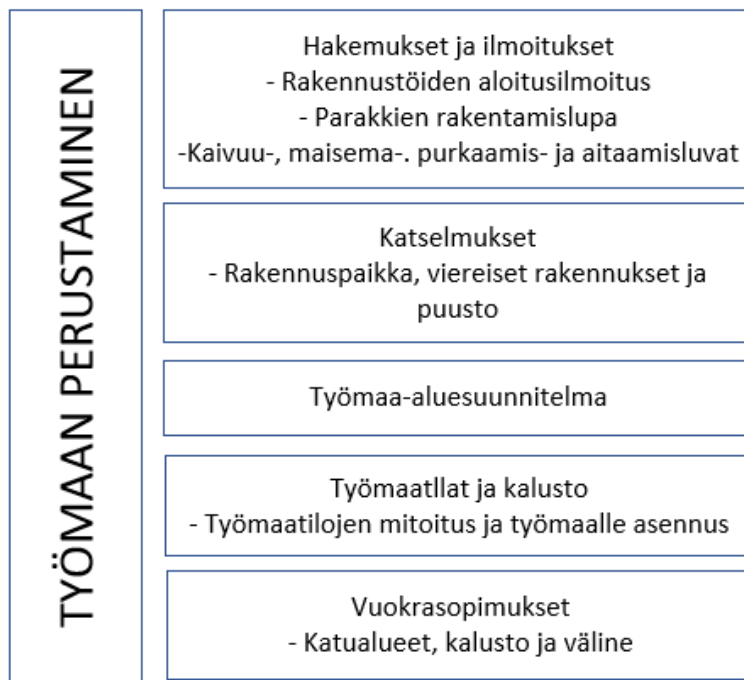 TYÖMAAN PERUSTAMINEN
Hakemukset ja ilmoitukset
- Rakennustöiden aloitusilmoitus
- Parakkien rakentamislupa
-Kaivuu-, maisema-. purkaamis- ja aitaamisluvat
Katselmukset
- Rakennuspaikka, viereiset rakennukset ja
puusto
Työmaa-aluesuunnitelma
Työmaatllat ja kalusto
- Työmaatilojen mitoitus ja työmaalle asennus
Vuokrasopimukset
- Katualueet, kalusto ja väline